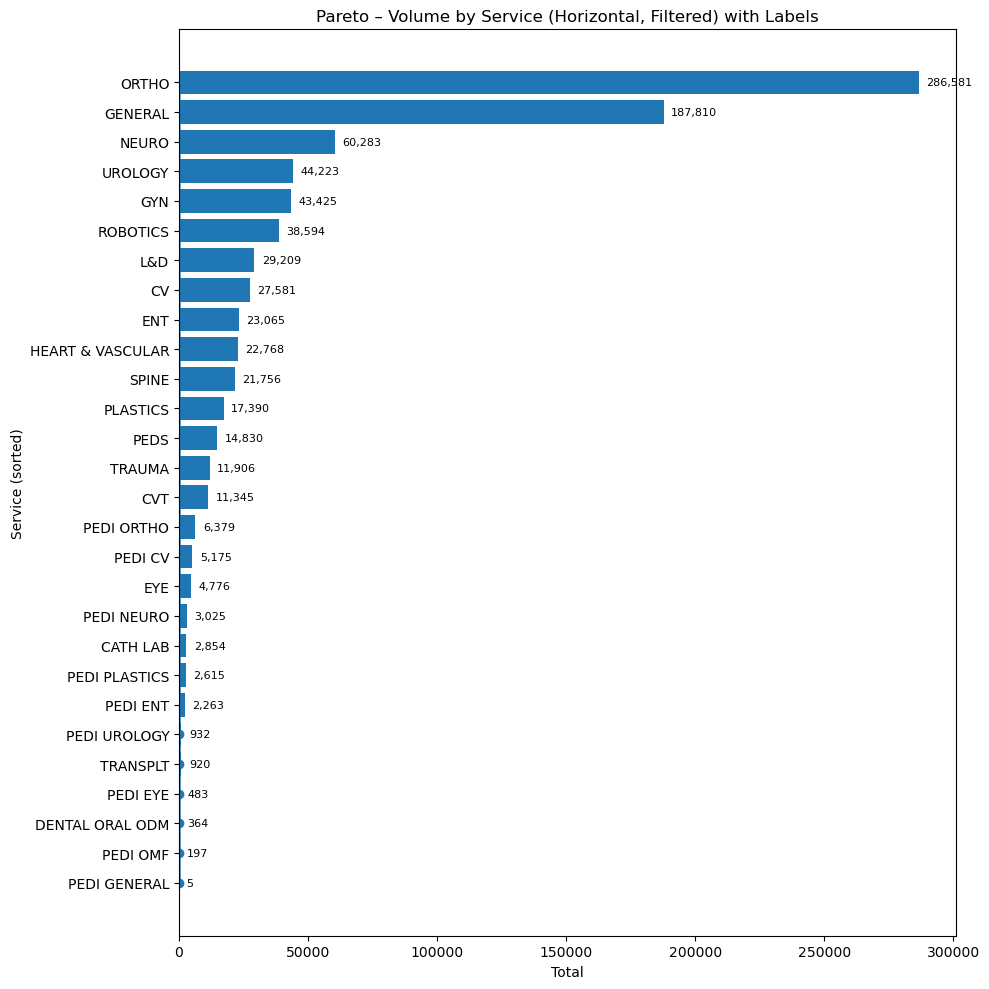 Pareto – Volume by Service (Horizontal, Filtered) with Labels
ORTHO 286,581
GENERAL 187,810
NEURO 60,283
UROLOGY 44,223
GYN 43,425
ROBOTICS 38,594
L&D 29,209
CV 27,581
ENT 23,065
HEART & VASCULAR 22,768
SPINE 21,756
PLASTICS 17,390
PEDS 14,830
TRAUMA 11,906
CVT 11,345
PEDI ORTHO 6,379
PEDI CV 5,175
EYE 4,776
PEDI NEURO 3,025
CATH LAB 2,854
PEDI PLASTICS 2,615
PEDI ENT 2,263
PEDI UROLOGY 932
TRANSPLT 920
PEDI EYE 483
DENTAL ORAL ODM 364
PEDI OMF 197
PEDI GENERAL 5
Service (sorted)
0 50000 100000 150000 200000 250000 300000
Total